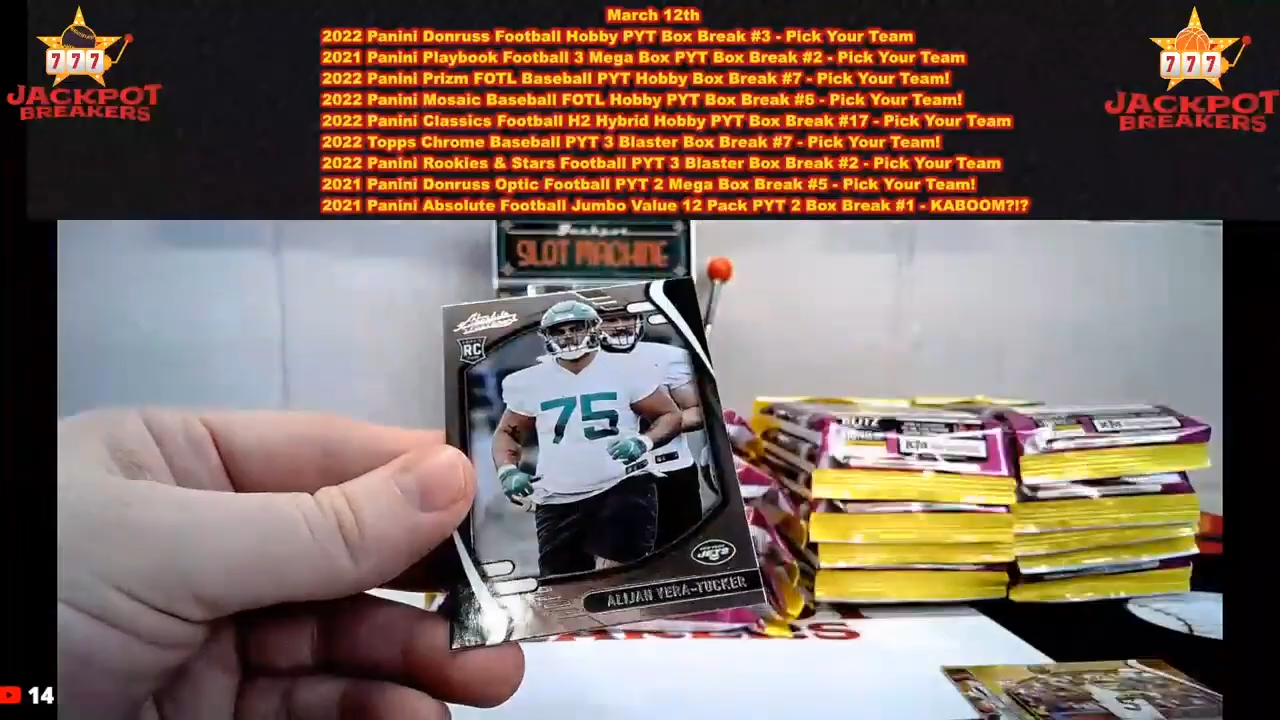 March 12th
2022 Panini Donruss Football Hobby PYT Box Break #3 - Pick Your Team
2021 Panini Playbook Football 3 Mega Box PYT Box Break #2 - Pick Your Team
2022 Panini Prizm FOTL Baseball PYT Hobby Box Break #7 - Pick Your Team!
2022 Panini Mosaic Baseball FOTL Hobby PYT Box Break #6 - Pick Your Team!
2022 Panini Classics Football H2 Hybrid Hobby PYT Box Break #17 - Pick Your Team
2022 Topps Chrome Baseball PYT 3 Blaster Box Break #7 - Pick Your Team!
2022 Panini Rookies & Stars Football PYT 3 Blaster Box Break #2 - Pick Your Team
2021 Panini Donruss Optic Football PYT 2 Mega Box Break #5 - Pick Your Team!
2021 Panini Absolute Football Jumbo Value 12 Pack PYT 2 Box Break #1 - KABOOM?!?
777
JACKPOT
BREAKERS
777
JACKPOT
BREAKERS
Jackpot
SLOT MACHINE
Absolute
RC
75
JETS
ALIJAH VERA-TUCKER
BLITZ
14